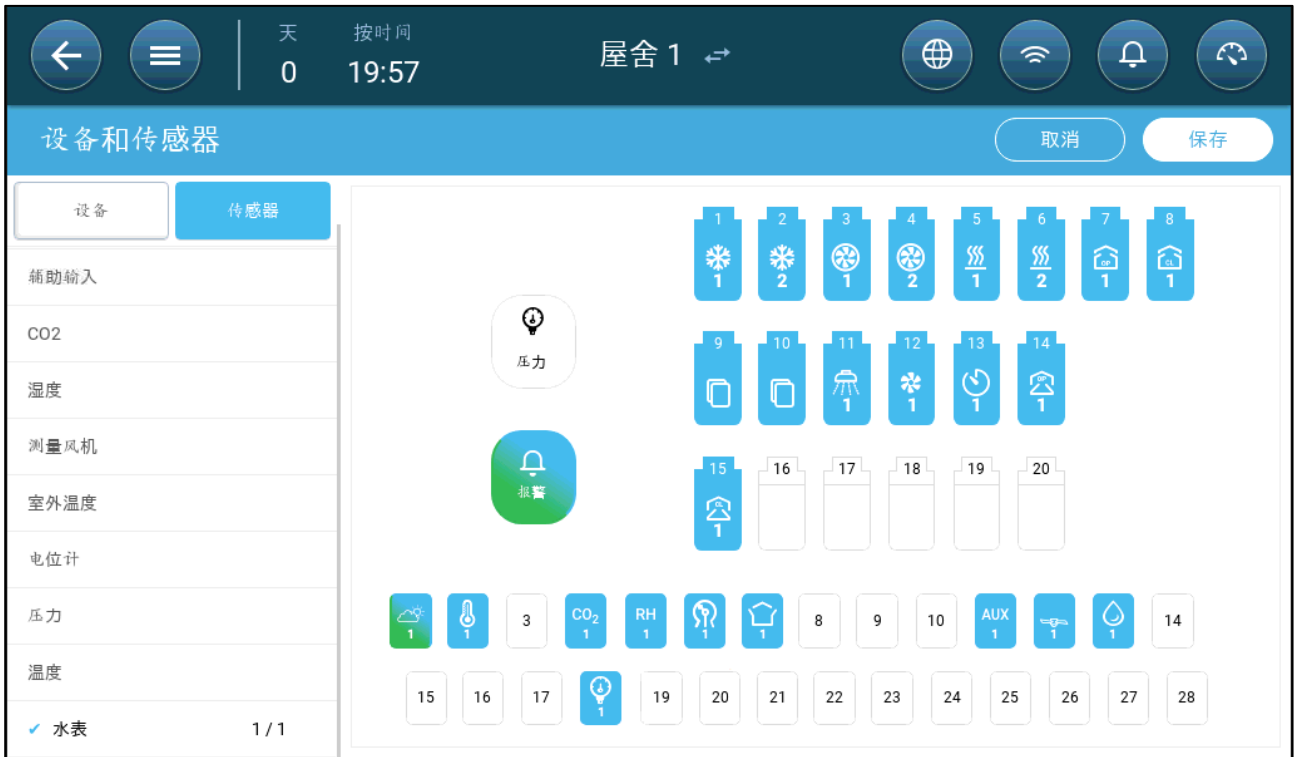 天 按时间
0 19:57 屋舍 1
设备和传感器 取消 保存
设备 传感器
辅助输入
CO2
湿度
测量风机
室外温度
电位计
压力
温度
水表 1 / 1
压力
报警
1 2 3 4 5 6 7 8
OP CL
1 2 1 2 1 2 1 1
9 10 11 12 13 14
OP
1 1 1 1
15 16 17 18 19 20
CL
1
3 CO2 RH 8 9 10 AUX 14
1 1 1 1 1 1 1 1 1
15 16 17 19 20 21 22 23 24 25 26 27 28
1